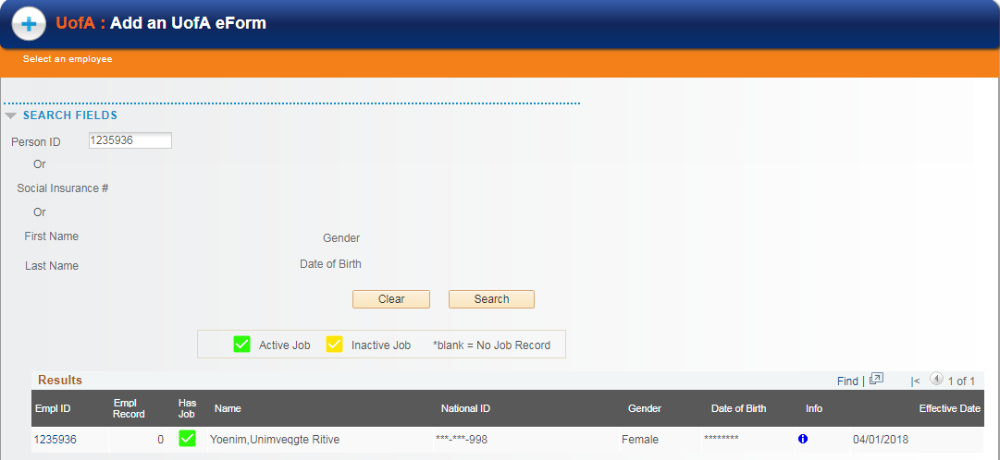 UofA : Add an UofA eForm
Select an employee
SEARCH FIELDS
Person ID 1235936
Or
Social Insurance #
Or
First Name Gender
Last Name Date of Birth
Clear Search
Active Job Inactive Job *blank = No Job Record
Results Find | |< 1 of 1
Empl ID Empl Record Has Job Name National ID Gender Date of Birth Info Effective Date
1235936 0 Yoenim,Unimveqgte Ritive ***-***-998 Female ******** 04/01/2018